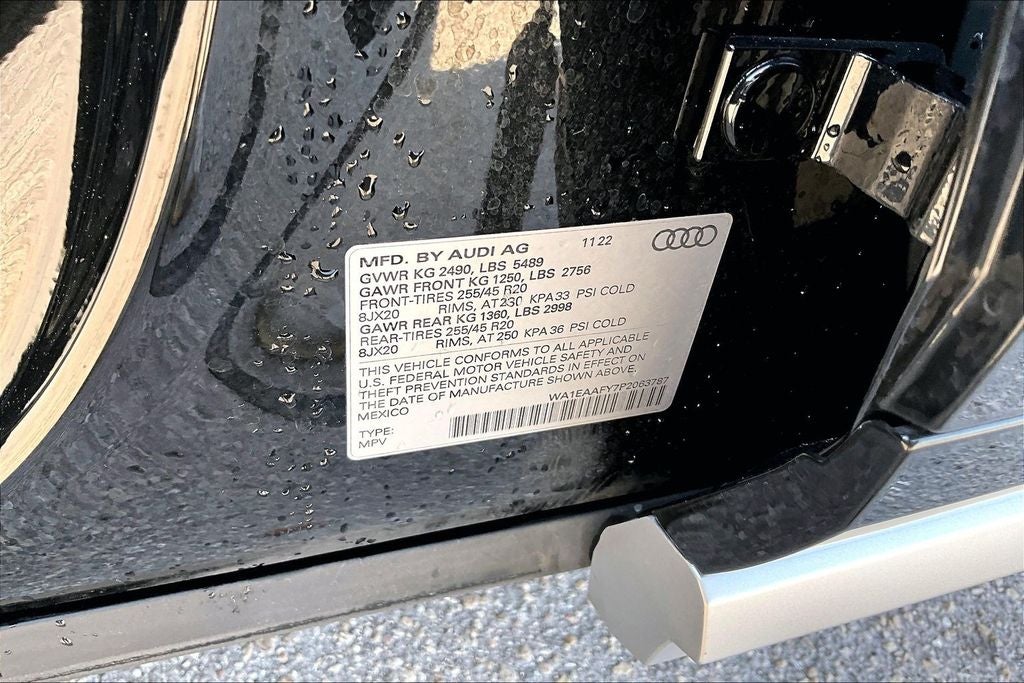 MFD. BY AUDI AG 11 22
GVWR KG 2490, LBS 5489
GAWR FRONT KG 1250, LBS 2756
FRONT-TIRES 255/45 R20
8JX20 RIMS, AT 230 KPA 33 PSI COLD
GAWR REAR KG 1360, LBS 2998
REAR-TIRES 255/45 R20
8JX20 RIMS, AT 250 KPA 36 PSI COLD
THIS VEHICLE CONFORMS TO ALL APPLICABLE
U.S. FEDERAL MOTOR VEHICLE SAFETY AND
THEFT PREVENTION STANDARDS IN EFFECT ON
THE DATE OF MANUFACTURE SHOWN ABOVE.
MEXICO WA1EAAFY7P2063787
TYPE:
MPV